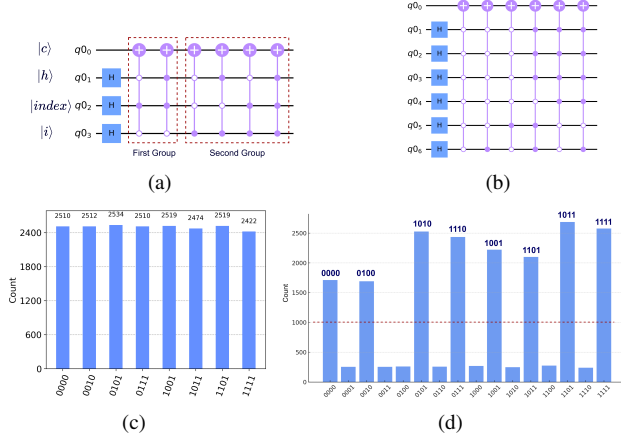 |c⟩ q0₀
|h⟩ q0₁ H
|index⟩ q0₂ H
|i⟩ q0₃ H
First Group Second Group
(a)
q0₀
q0₁ H
q0₂ H
q0₃ H
q0₄ H
q0₅ H
q0₆ H
(b)
2510 2512 2534 2510 2519 2474 2519 2422
2400
1800
1200
600
0
Count
0000 0010 0101 0111 1001 1011 1101 1111
(c)
0000 0100 1010 1110 1001 1101 1011 1111
2500
2000
1500
1000
500
0
Count
0000 0001 0010 0011 0100 0101 0110 0111 1000 1001 1010 1011 1100 1101 1110 1111
(d)